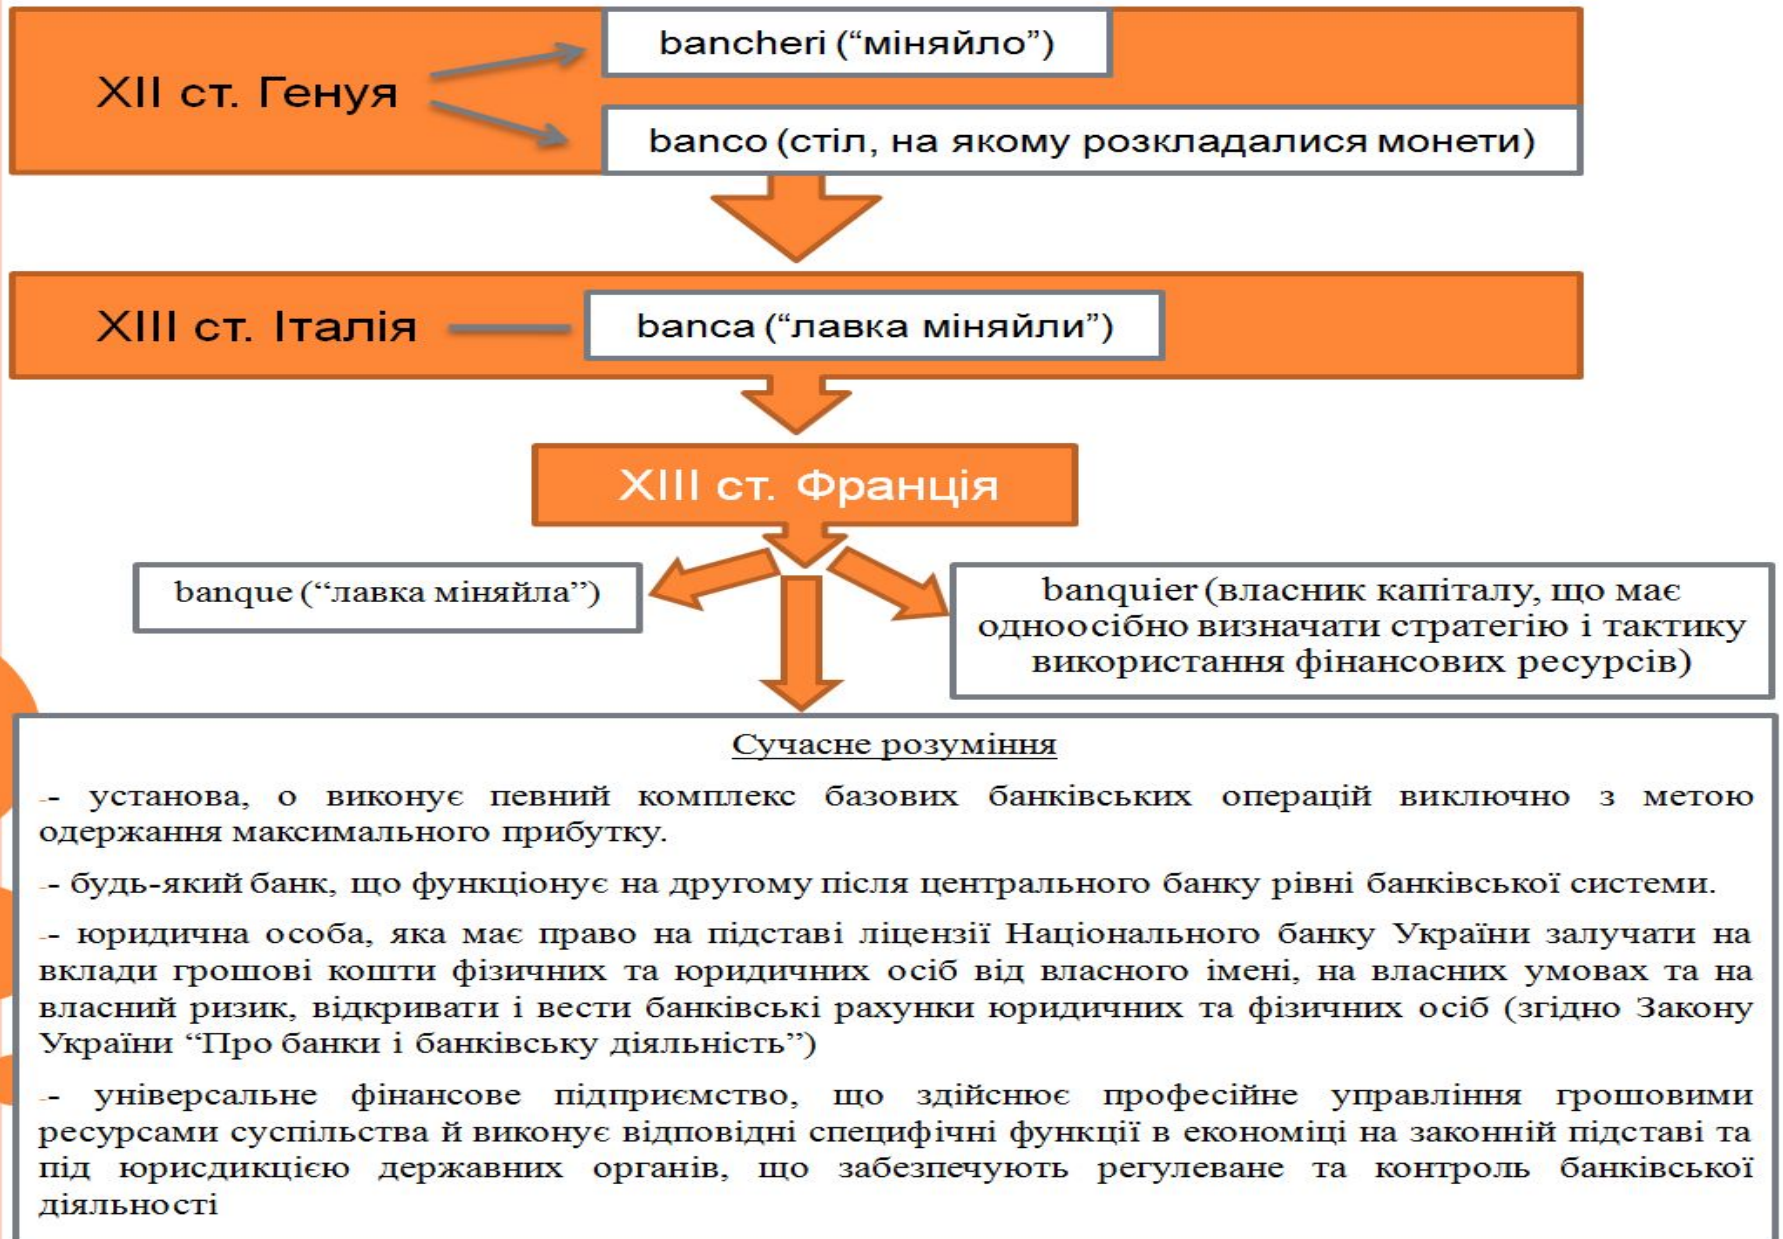 bancheri (“міняйло”)
XII ст. Генуя
banco (стіл, на якому розкладалися монети)
XIII ст. Італія
banca (“лавка міняйли”)
XIII ст. Франція
banque (“лавка міняйла”)
banquier (власник капіталу, що має
одноосібно визначати стратегію і тактику
використання фінансових ресурсів)
Сучасне розуміння
-- установа, о виконує певний комплекс базових банківських операцій виключно з метою
одержання максимального прибутку.
-- будь-який банк, що функціонує на другому після центрального банку рівні банківської системи.
-- юридична особа, яка має право на підставі ліцензії Національного банку України залучати на
вклади грошові кошти фізичних та юридичних осіб від власного імені, на власних умовах та на
власний ризик, відкривати і вести банківські рахунки юридичних та фізичних осіб (згідно Закону
України “Про банки і банківську діяльність”)
-- універсальне фінансове підприємство, що здійснює професійне управління грошовими
ресурсами суспільства й виконує відповідні специфічні функції в економіці на законній підставі та
під юрисдикцією державних органів, що забезпечують регулеване та контроль банківської
діяльності